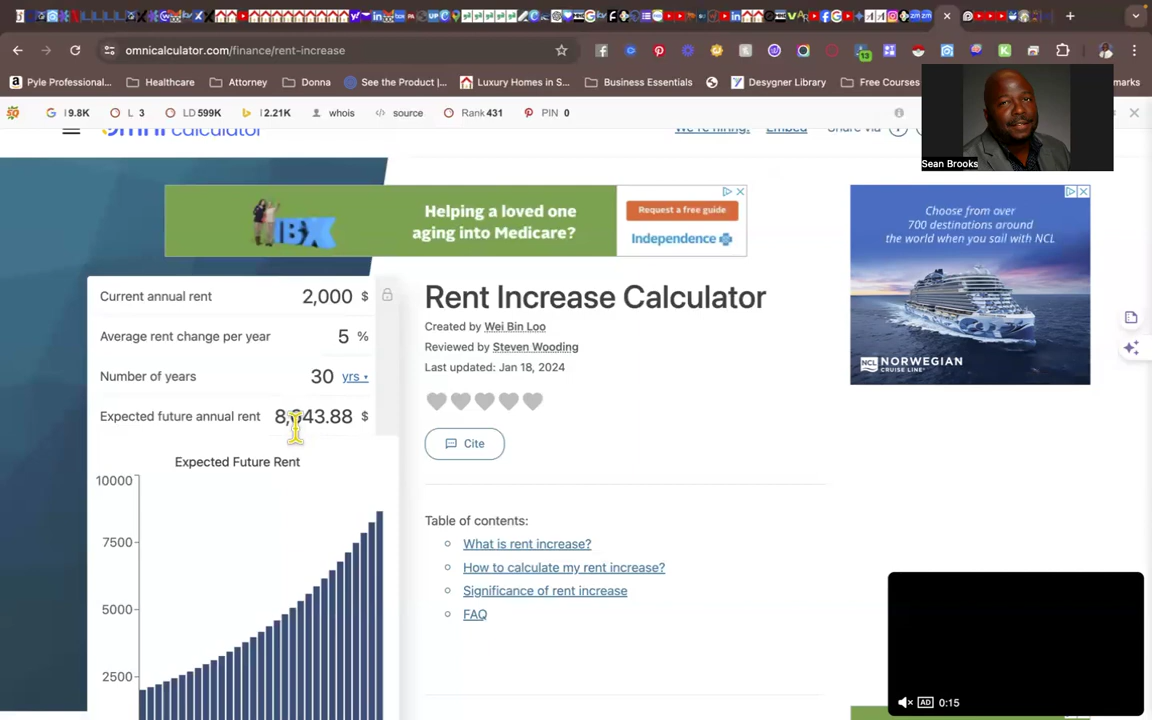 omnicalculator.com/finance/rent-increase
13
Pyle Professional...
Healthcare
Attorney
Donna
See the Product |...
Luxury Homes in S...
Business Essentials
Desygner Library
Free Courses
marks
I 9.8K
L 3
LD 599K
I 2.21K
whois
source
Rank 431
PIN 0
Sean Brooks
omni calculator
We're hiring!
Embed
Share via
IBX
Helping a loved one
aging into Medicare?
Request a free guide
Independence
Choose from over
700 destinations around
the world when you sail with NCL
NCL NORWEGIAN
CRUISE LINE®
Current annual rent 2,000 $
Average rent change per year 5 %
Number of years 30 yrs
Expected future annual rent $
Expected Future Rent
10000
7500
5000
2500
Rent Increase Calculator
Created by Wei Bin Loo
Reviewed by Steven Wooding
Last updated: Jan 18, 2024
Cite
Table of contents:
What is rent increase?
How to calculate my rent increase?
Significance of rent increase
FAQ
AD 0:15